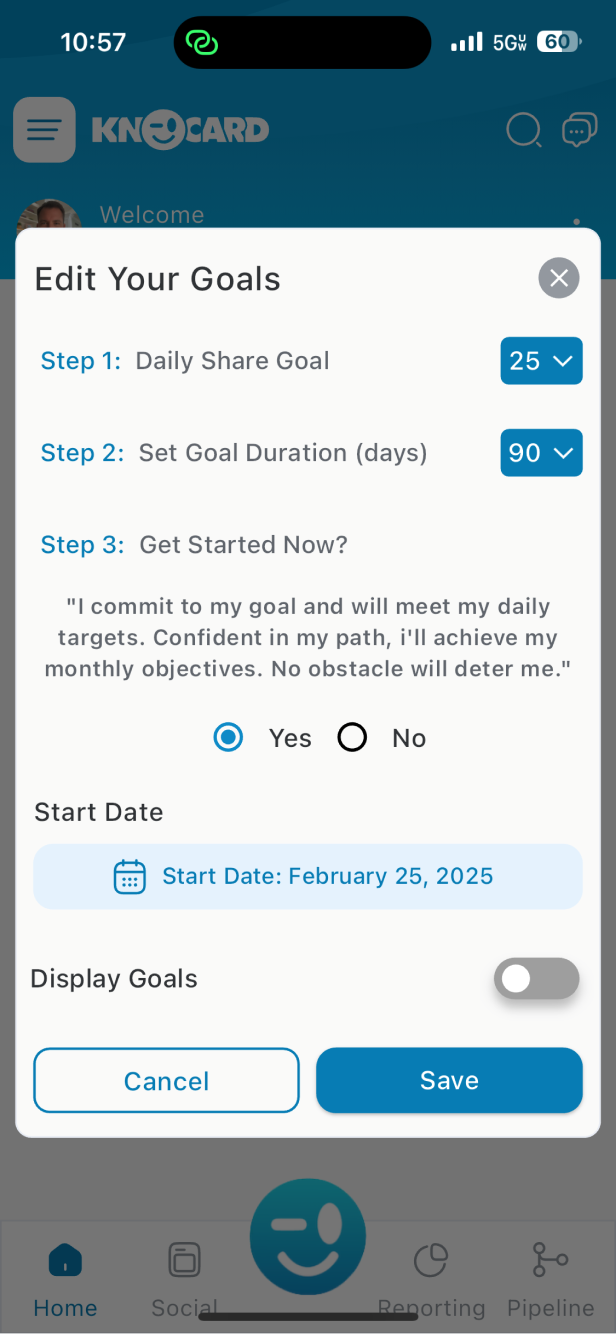 10:57
5GUW 60
KNOCARD
Welcome
Edit Your Goals
Step 1: Daily Share Goal 25
Step 2: Set Goal Duration (days) 90
Step 3: Get Started Now?
"I commit to my goal and will meet my daily
targets. Confident in my path, i'll achieve my
monthly objectives. No obstacle will deter me."
Yes No
Start Date
Start Date: February 25, 2025
Display Goals
Cancel Save
Home Social Reporting Pipeline